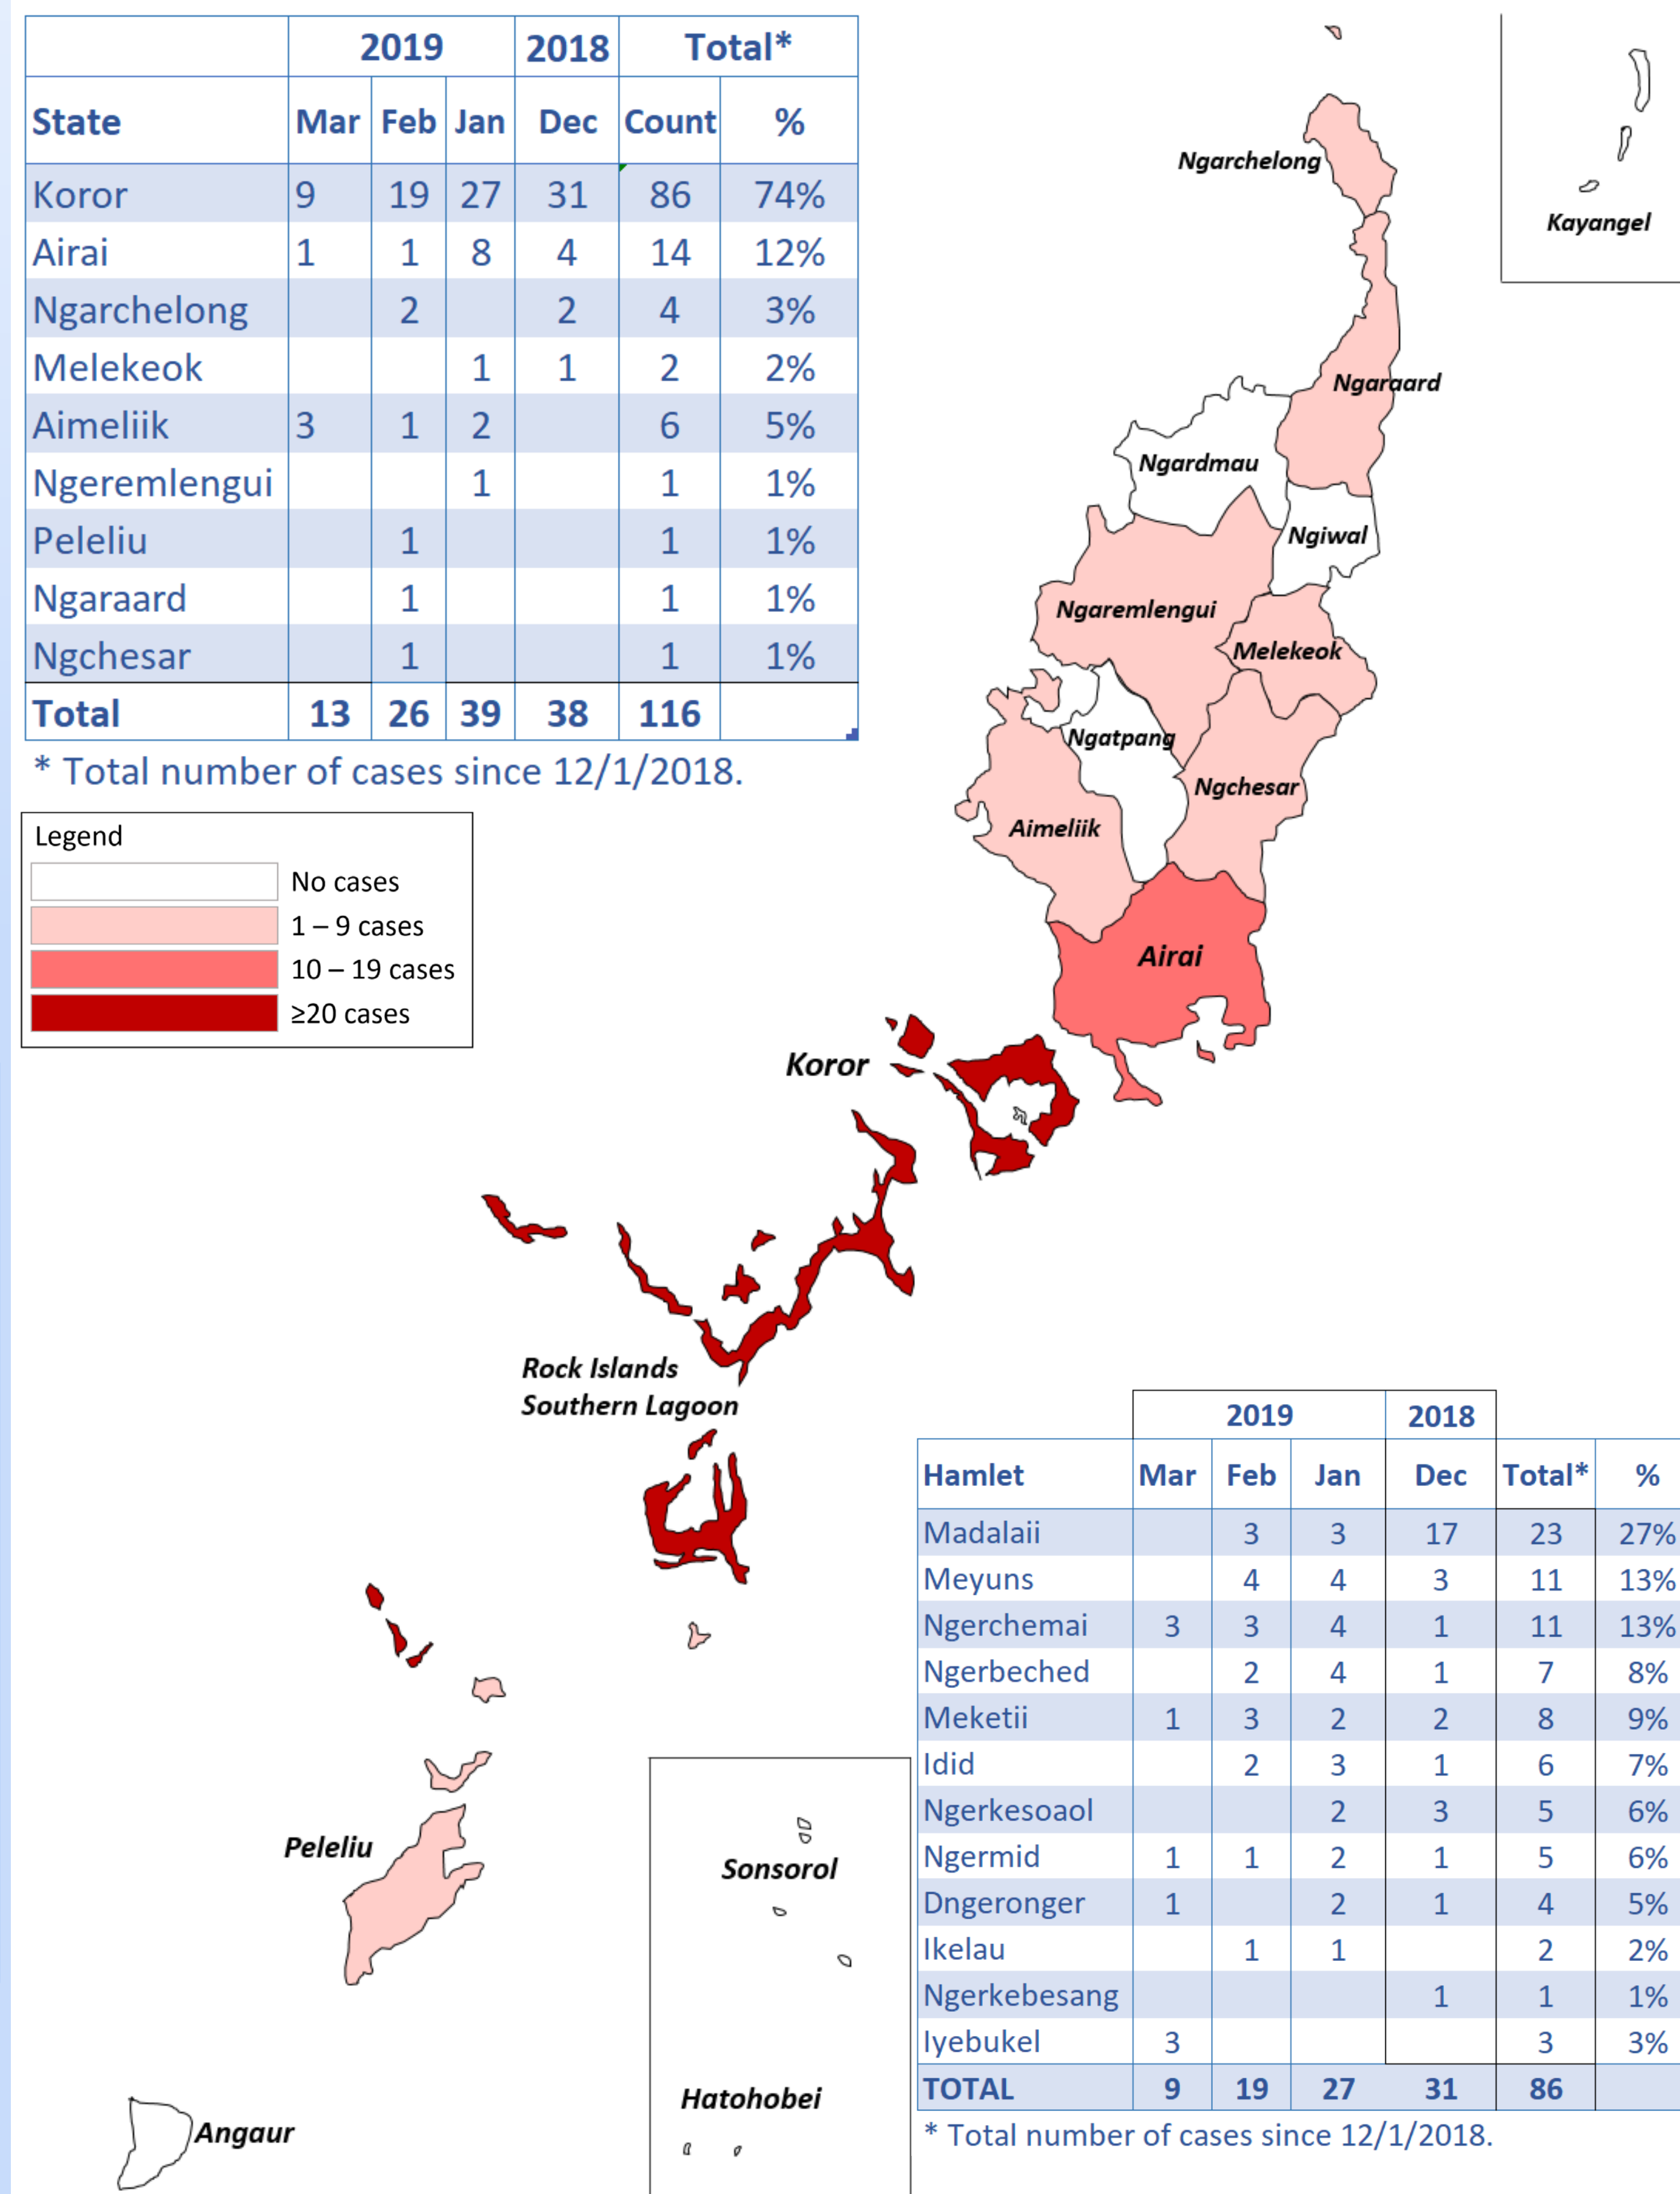 2019 2018 Total*
State Mar Feb Jan Dec Count %
Koror 9 19 27 31 86 74%
Airai 1 1 8 4 14 12%
Ngarchelong 2 2 4 3%
Melekeok 1 1 2 2%
Aimeliik 3 1 2 6 5%
Ngeremlengui 1 1 1%
Peleliu 1 1 1%
Ngaraard 1 1 1%
Ngchesar 1 1 1%
Total 13 26 39 38 116
* Total number of cases since 12/1/2018.
Legend
No cases
1 – 9 cases
10 – 19 cases
≥20 cases
Ngarchelong
Kayangel
Ngaraard
Ngardmau
Ngiwal
Ngaremlengui
Melekeok
Ngatpang
Ngchesar
Aimeliik
Airai
Koror
Rock Islands
Southern Lagoon
Peleliu
Angaur
Sonsorol
Hatohobei
2019 2018
Hamlet Mar Feb Jan Dec Total* %
Madalaii 3 3 17 23 27%
Meyuns 4 4 3 11 13%
Ngerchemai 3 3 4 1 11 13%
Ngerbeched 2 4 1 7 8%
Meketii 1 3 2 2 8 9%
Idid 2 3 1 6 7%
Ngerkesoaol 2 3 5 6%
Ngermid 1 1 2 1 5 6%
Dngeronger 1 2 1 4 5%
Ikelau 1 1 2 2%
Ngerkebesang 1 1 1%
Iyebukel 3 3 3%
TOTAL 9 19 27 31 86
* Total number of cases since 12/1/2018.